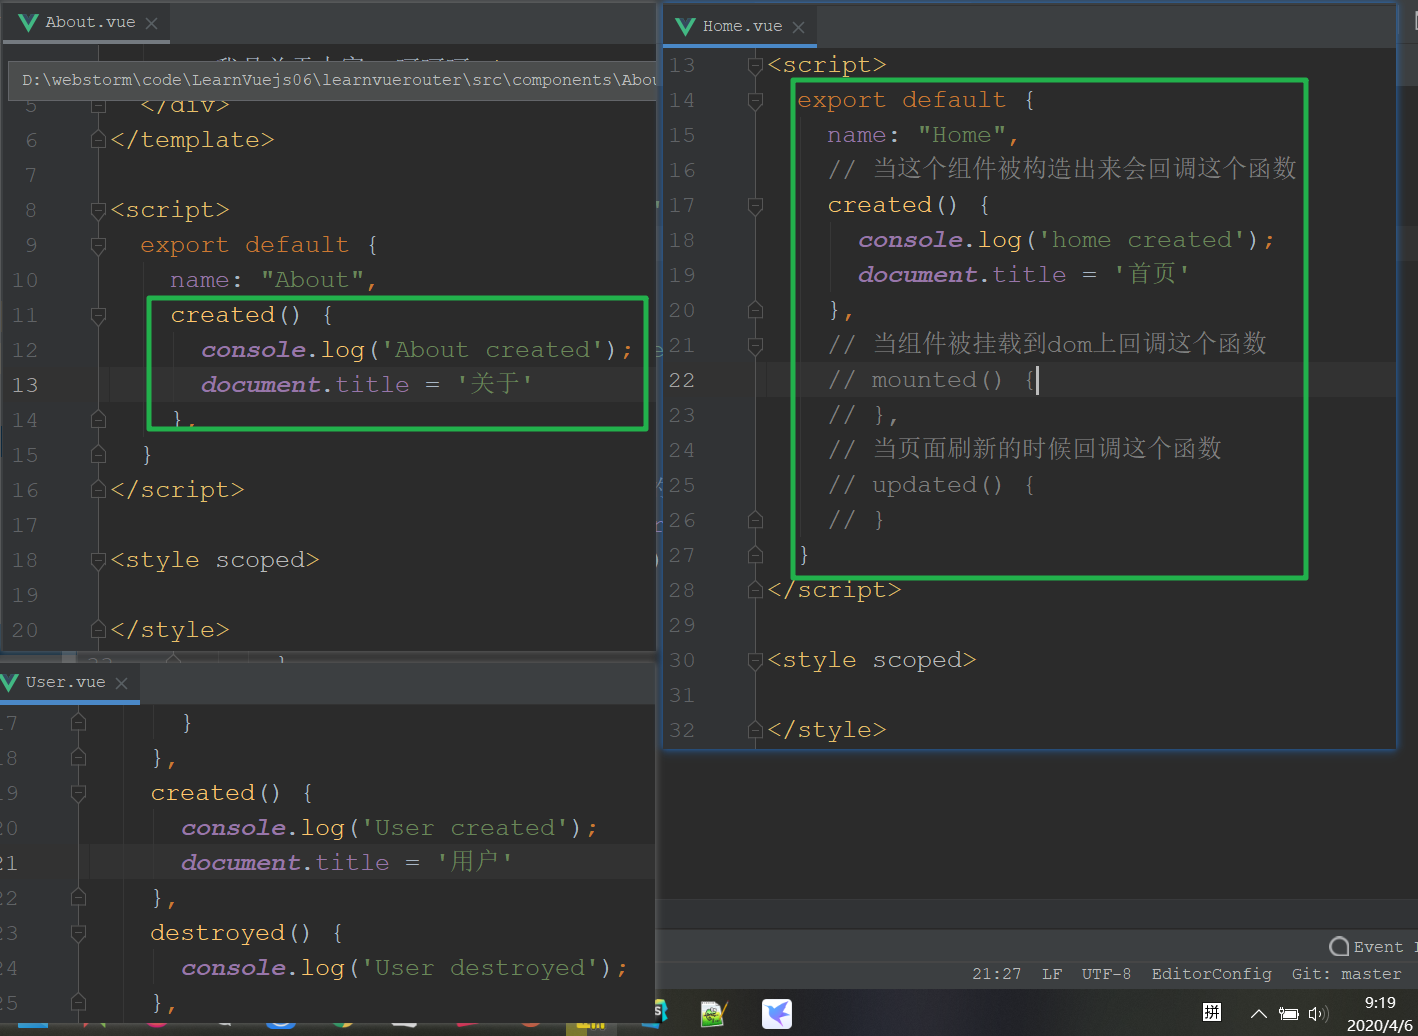 About.vue
D:\webstorm\code\LearnVuejs06\learnvuerouter\src\components\Abou
5 </div>
6 </template>
7
8 <script>
9 export default {
10 name: "About",
11 created() {
12 console.log('About created');
13 document.title = '关于'
14 },
15 }
16 </script>
17
18 <style scoped>
19
20 </style>
User.vue
7 }
8 },
9 created() {
20 console.log('User created');
21 document.title = '用户'
22 },
23 destroyed() {
24 console.log('User destroyed');
25 },
Home.vue
13 <script>
14 export default {
15 name: "Home",
16 // 当这个组件被构造出来会回调这个函数
17 created() {
18 console.log('home created');
19 document.title = '首页'
20 },
21 // 当组件被挂载到dom上回调这个函数
22 // mounted() {
23 // },
24 // 当页面刷新的时候回调这个函数
25 // updated() {
26 // }
27 }
28 </script>
29
30 <style scoped>
31
32 </style>
Event
21:27 LF UTF-8 EditorConfig Git: master
拼
9:19
2020/4/6